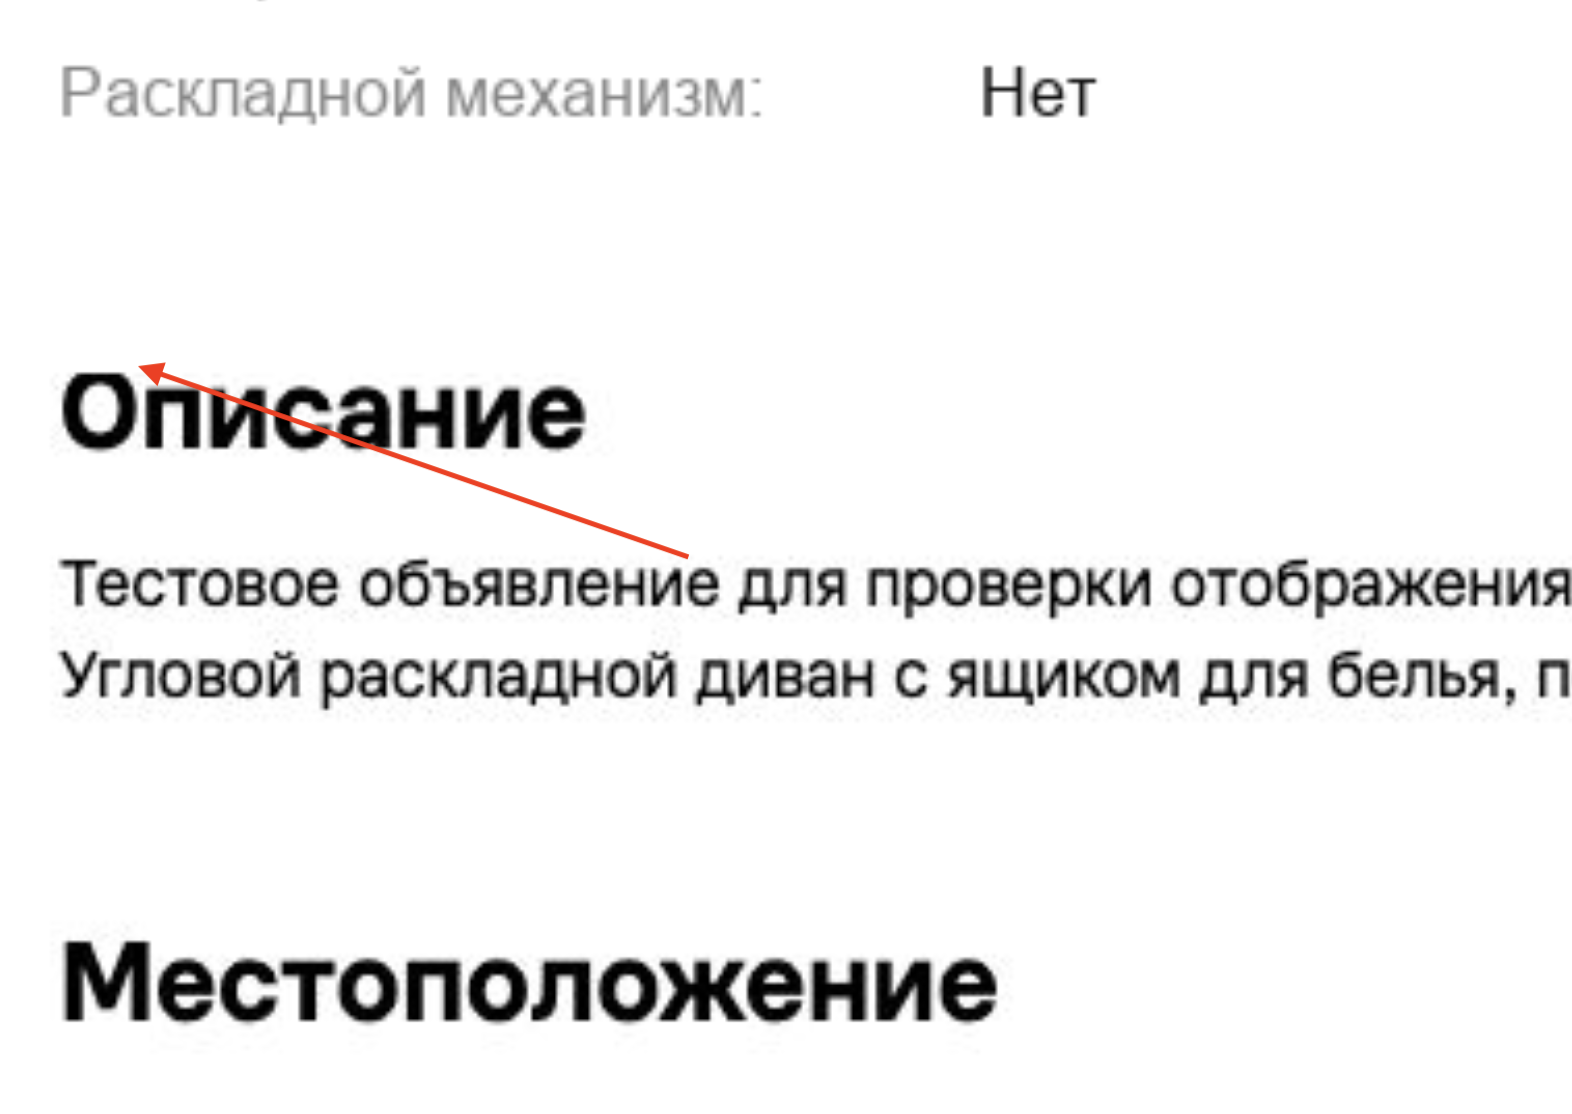 Раскладной механизм: Нет
Описание
Тестовое объявление для проверки отображения
Угловой раскладной диван с ящиком для белья, п
Местоположение